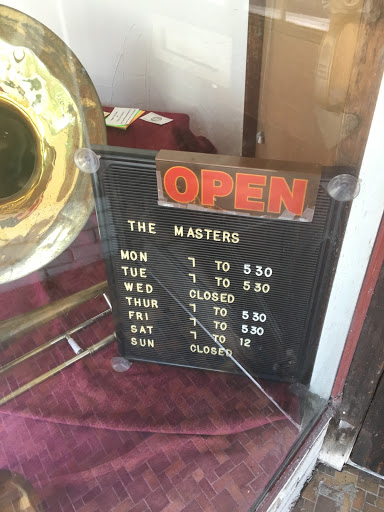 OPEN
THE MASTERS
MON 7 TO 5 30
TUE 7 TO 5 30
WED CLOSED
THUR 7 TO 5 30
FRI 7 TO 5 30
SAT 7 TO 12
SUN CLOSED